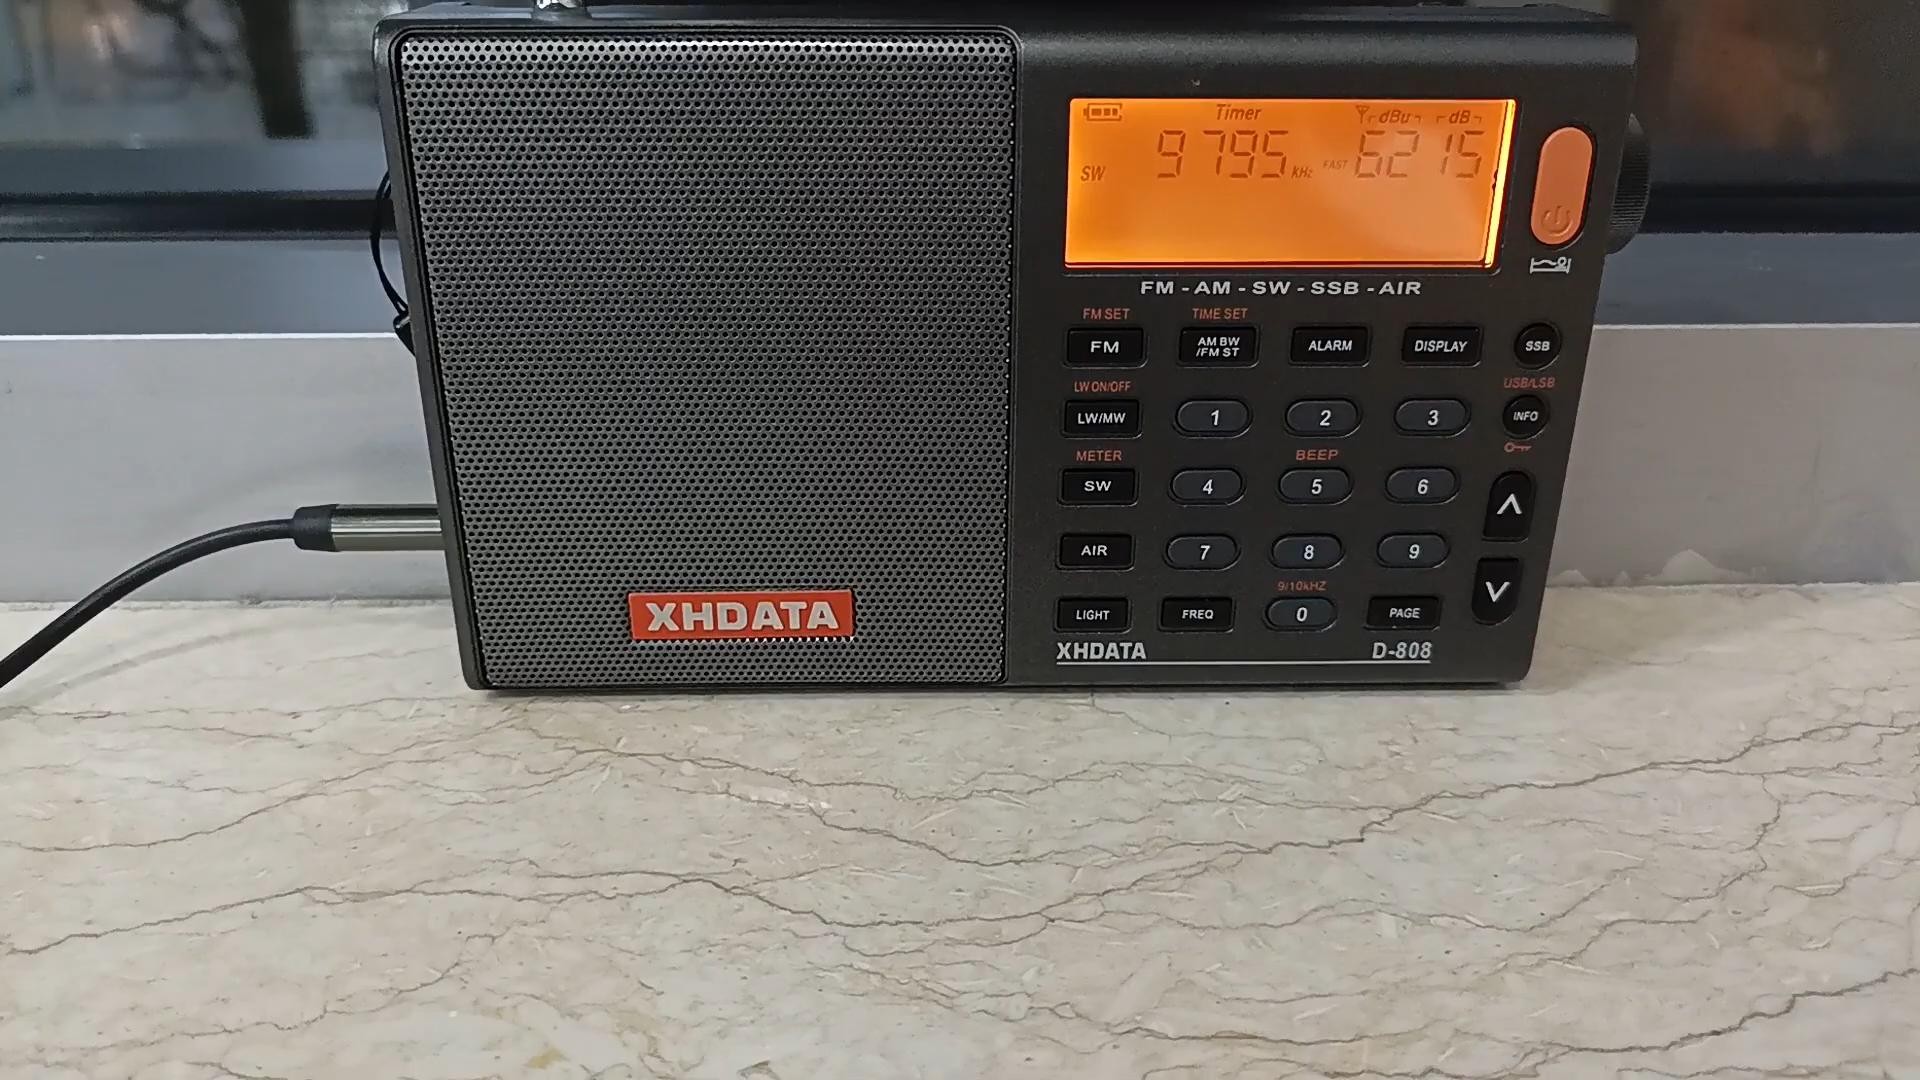 Timer dBu dB
SW 9795 kHz FAST 62 15
FM - AM - SW - SSB - AIR
FM SET TIME SET
FM AM BW /FM ST ALARM DISPLAY SSB
LW ON/OFF USB/LSB
LW/MW 1 2 3 INFO
METER BEEP
SW 4 5 6
AIR 7 8 9
9/10kHZ
LIGHT FREQ 0 PAGE
XHDATA
XHDATA D-808